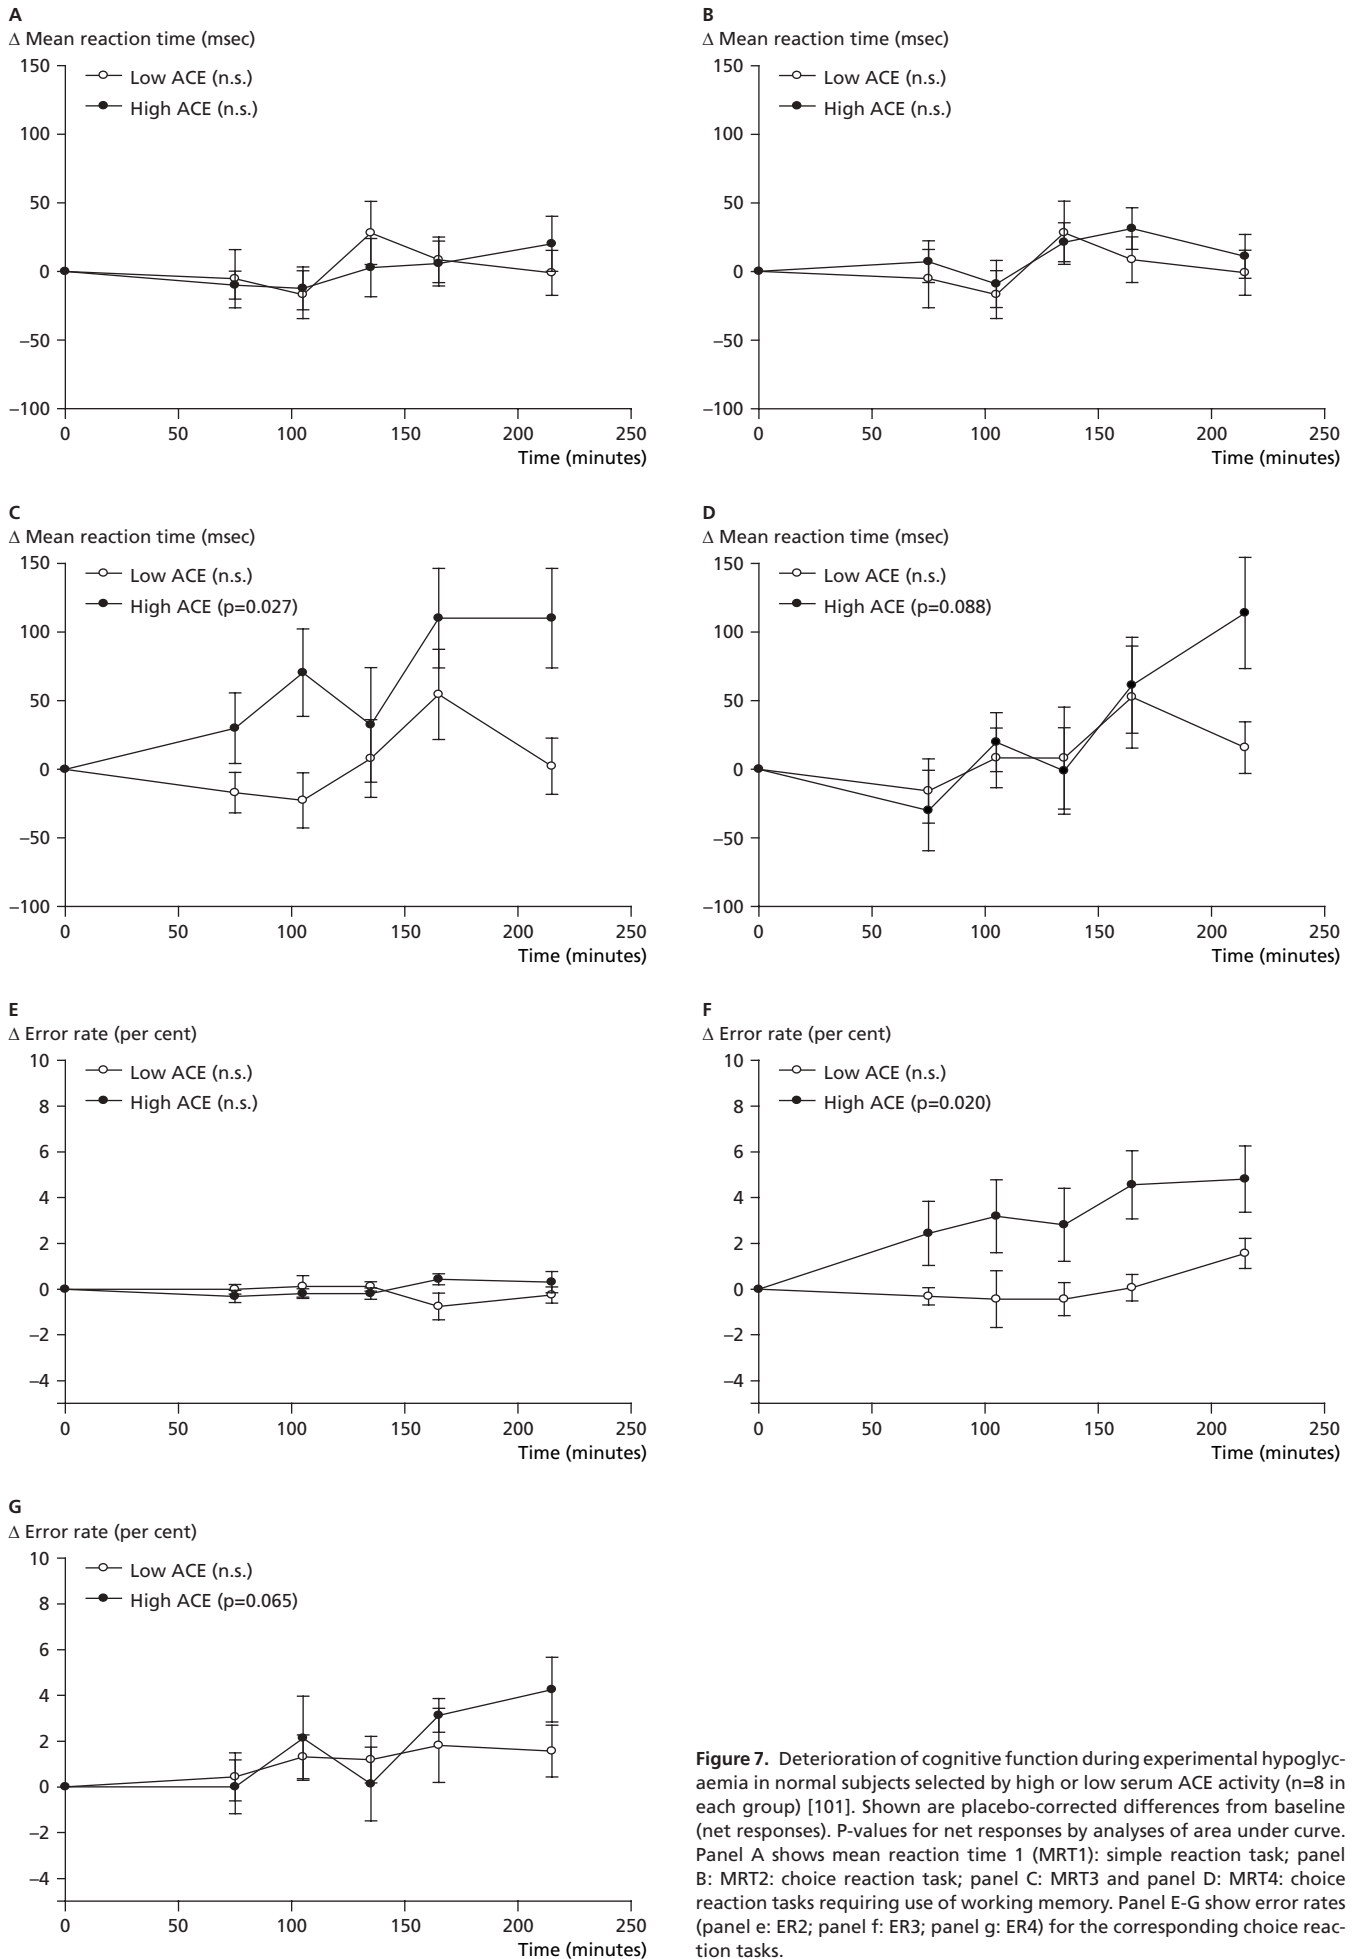 A
Δ Mean reaction time (msec)
150
100
50
0
–50
–100
Low ACE (n.s.)
High ACE (n.s.)
0 50 100 150 200 250
Time (minutes)
B
Δ Mean reaction time (msec)
150
100
50
0
–50
–100
Low ACE (n.s.)
High ACE (n.s.)
0 50 100 150 200 250
Time (minutes)
C
Δ Mean reaction time (msec)
150
100
50
0
–50
–100
Low ACE (n.s.)
High ACE (p=0.027)
0 50 100 150 200 250
Time (minutes)
D
Δ Mean reaction time (msec)
150
100
50
0
–50
–100
Low ACE (n.s.)
High ACE (p=0.088)
0 50 100 150 200 250
Time (minutes)
E
Δ Error rate (per cent)
10
8
6
4
2
0
–2
–4
Low ACE (n.s.)
High ACE (n.s.)
0 50 100 150 200 250
Time (minutes)
F
Δ Error rate (per cent)
10
8
6
4
2
0
–2
–4
Low ACE (n.s.)
High ACE (p=0.020)
0 50 100 150 200 250
Time (minutes)
G
Δ Error rate (per cent)
10
8
6
4
2
0
–2
–4
Low ACE (n.s.)
High ACE (p=0.065)
0 50 100 150 200 250
Time (minutes)
Figure 7. Deterioration of cognitive function during experimental hypoglyc-
aemia in normal subjects selected by high or low serum ACE activity (n=8 in
each group) [101]. Shown are placebo-corrected differences from baseline
(net responses). P-values for net responses by analyses of area under curve.
Panel A shows mean reaction time 1 (MRT1): simple reaction task; panel
B: MRT2: choice reaction task; panel C: MRT3 and panel D: MRT4: choice
reaction tasks requiring use of working memory. Panel E-G show error rates
(panel e: ER2; panel f: ER3; panel g: ER4) for the corresponding choice reac-
tion tasks.